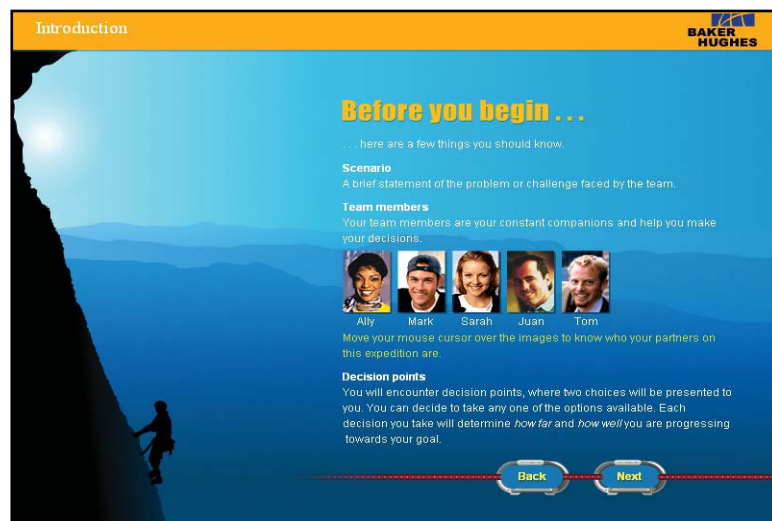 Introduction
BAKER
HUGHES
Before you begin . . .
. . . here are a few things you should know.
Scenario
A brief statement of the problem or challenge faced by the team.
Team members
Your team members are your constant companions and help you make
your decisions.
Ally Mark Sarah Juan Tom
Move your mouse cursor over the images to know who your partners on
this expedition are.
Decision points
You will encounter decision points, where two choices will be presented to
you. You can decide to take any one of the options available. Each
decision you take will determine how far and how well you are progressing
towards your goal.
Back Next